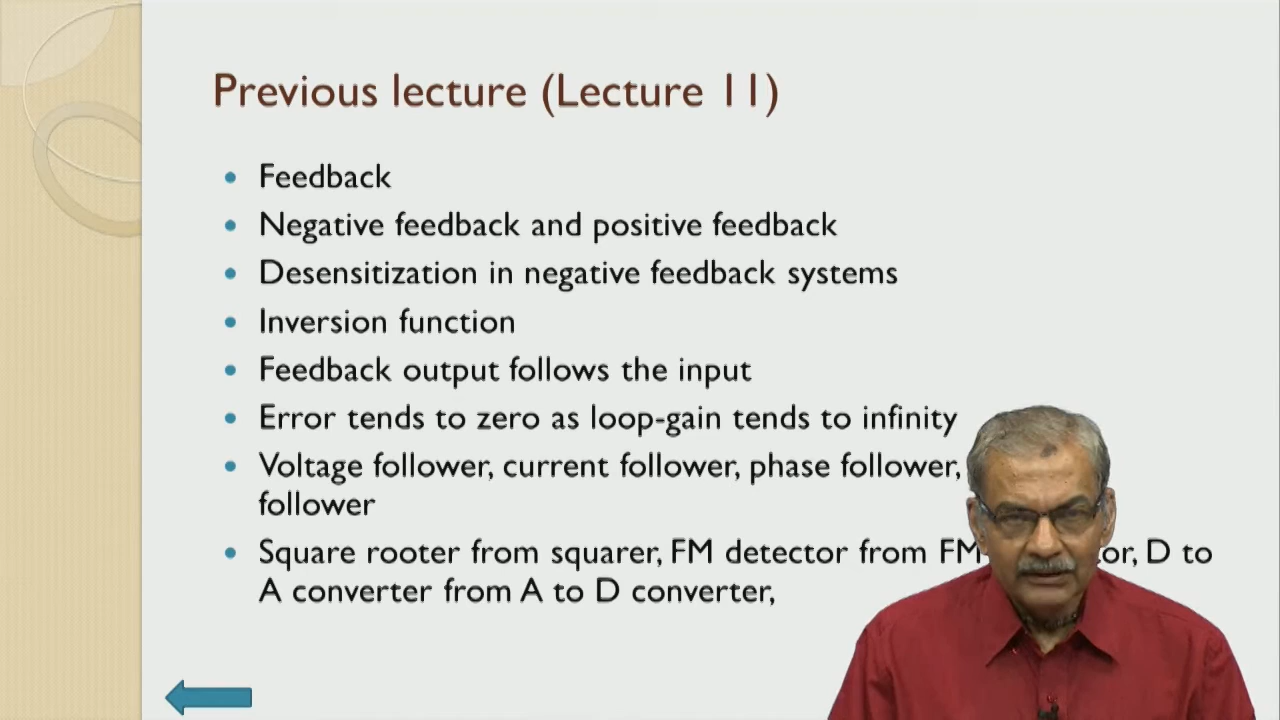 Previous lecture (Lecture 11)
Feedback
Negative feedback and positive feedback
Desensitization in negative feedback systems
Inversion function
Feedback output follows the input
Error tends to zero as loop-gain tends to infinity
Voltage follower, current follower, phase follower,
follower
Square rooter from squarer, FM detector from FM D to
A converter from A to D converter,